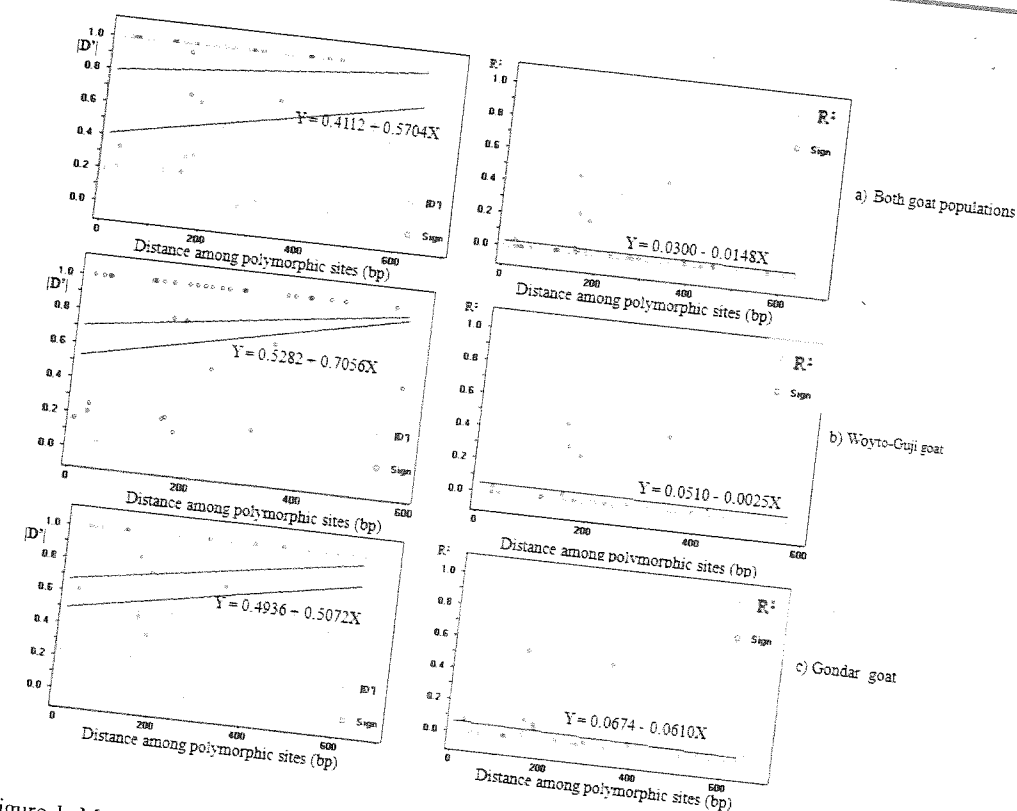 |D'|
1.0
0.8
0.6
0.4
0.2
0.0
Y = 0.4112 + 0.5704X
|D'|
Sign
0 200 400 600
Distance among polymorphic sites (bp)
R²
1.0
0.8
0.6
0.4
0.2
0.0
R²
Sign
Y = 0.0300 - 0.0148X
0 200 400 600
Distance among polymorphic sites (bp)
a) Both goat populations
|D'|
1.0
0.8
0.6
0.4
0.2
0.0
Y = 0.5282 + 0.7056X
|D'|
Sign
0 200 400 600
Distance among polymorphic sites (bp)
R²
1.0
0.8
0.6
0.4
0.2
0.0
R²
Sign
Y = 0.0510 - 0.0025X
0 200 400 600
Distance among polymorphic sites (bp)
b) Woyto-Guji goat
|D'|
1.0
0.8
0.6
0.4
0.2
0.0
Y = 0.4936 + 0.5072X
|D'|
Sign
0 200 400 600
Distance among polymorphic sites (bp)
R²
1.0
0.8
0.6
0.4
0.2
0.0
R²
Sign
Y = 0.0674 - 0.0610X
0 200 400 600
Distance among polymorphic sites (bp)
c) Gondar goat